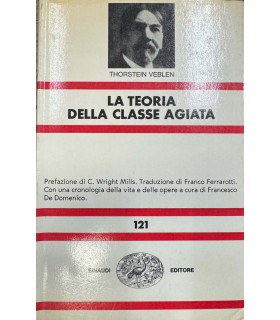 THORSTEIN VEBLEN
LA TEORIA
DELLA CLASSE AGIATA
Prefazione di C. Wright Mills. Traduzione di Franco Ferrarotti.
Con una cronologia della vita e delle opere a cura di Francesco
De Domenico.
121
EINAUDI EDITORE